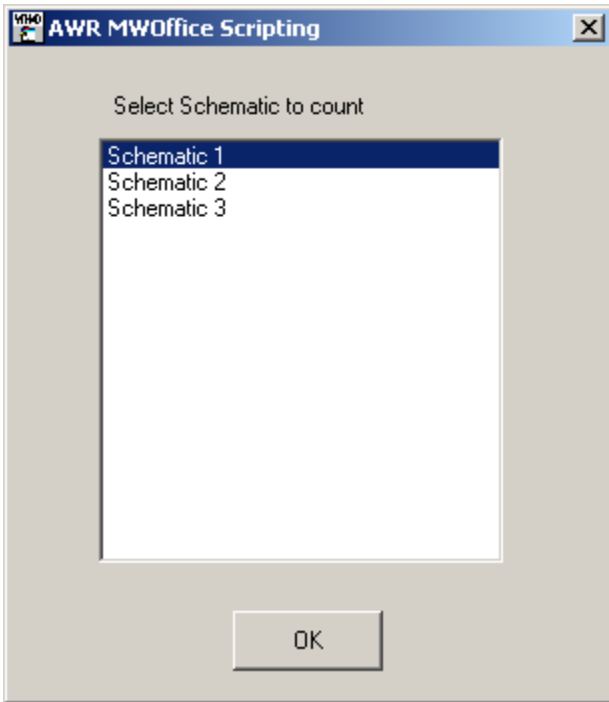 AWR MWOffice Scripting
Select Schematic to count
Schematic 1
Schematic 2
Schematic 3
OK